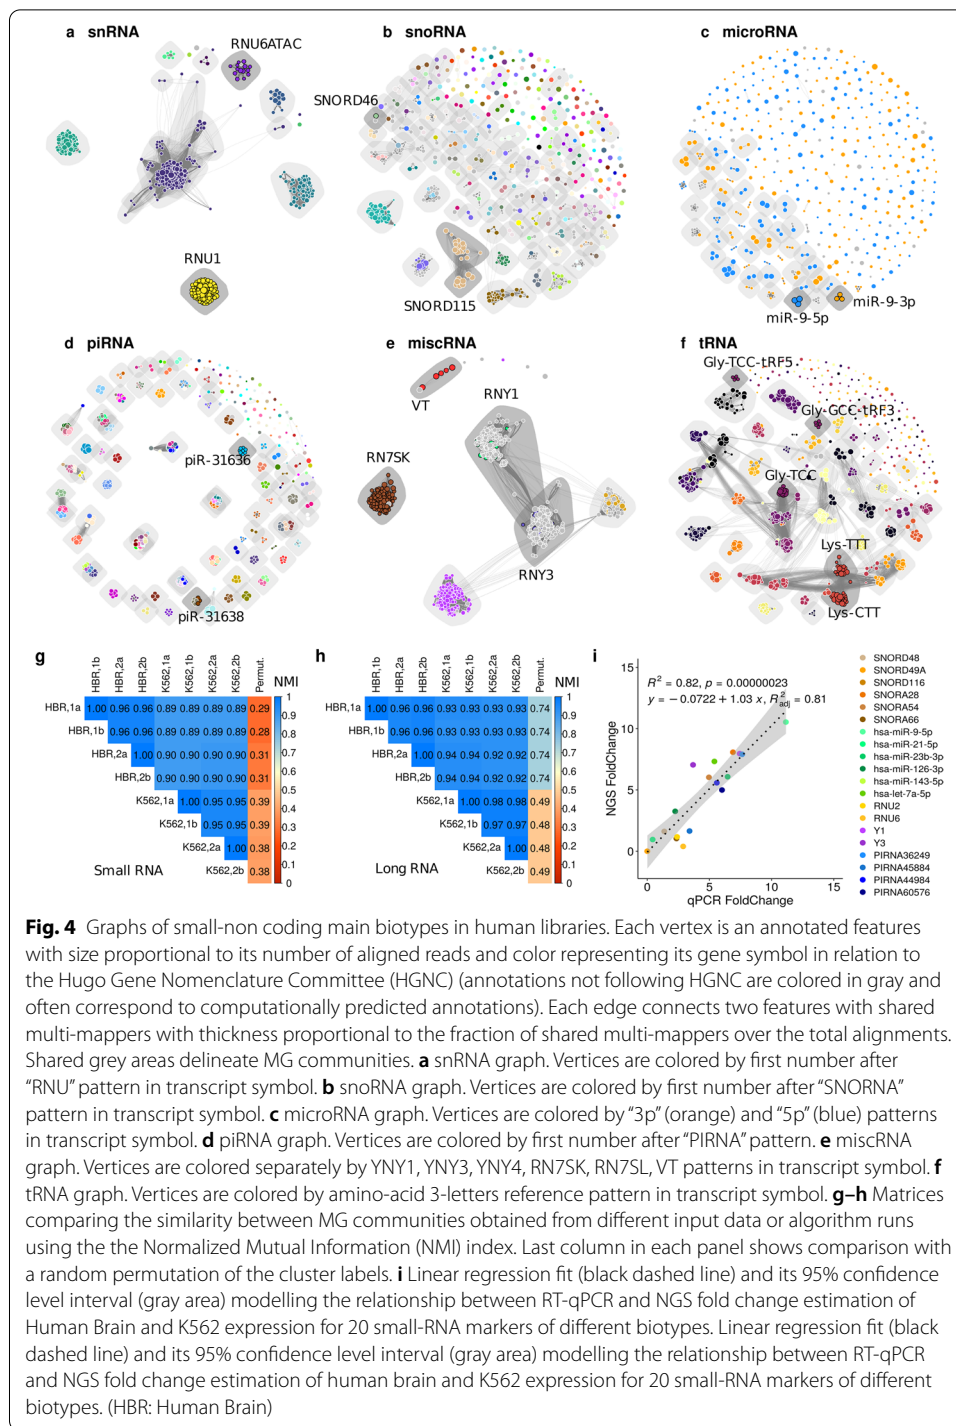 a snRNA
RNU6ATAC
RNU1
b snoRNA
SNORD46
SNORD115
c microRNA
miR-9-5p
miR-9-3p
d piRNA
piR-31636
piR-31638
e miscRNA
VT
RNY1
RN7SK
RNY3
f tRNA
Gly-TCC-tRF5
Gly-GCC-tRF3
Gly-TCC
Lys-TTT
Lys-CTT
g
HBR,1b HBR,2a HBR,2b K562,1a K562,1b K562,2a K562,2b Permut.
NMI
HBR,1a 1.00 0.96 0.96 0.89 0.89 0.89 0.89 0.29
HBR,1b 0.96 0.96 0.89 0.89 0.89 0.89 0.28
HBR,2a 1.00 0.90 0.90 0.90 0.90 0.31
HBR,2b 0.90 0.90 0.90 0.90 0.31
K562,1a 1.00 0.95 0.95 0.39
K562,1b 0.95 0.95 0.39
K562,2a 1.00 0.38
K562,2b 0.38
Small RNA
1
0.9
0.8
0.7
0.6
0.5
0.4
0.3
0.2
0.1
0
h
HBR,1b HBR,2a HBR,2b K562,1a K562,1b K562,2a K562,2b Permut.
NMI
HBR,1a 1.00 0.96 0.96 0.93 0.93 0.93 0.93 0.74
HBR,1b 0.96 0.96 0.93 0.93 0.93 0.93 0.74
HBR,2a 1.00 0.94 0.94 0.92 0.92 0.74
HBR,2b 0.94 0.94 0.92 0.92 0.74
K562,1a 1.00 0.98 0.98 0.49
K562,1b 0.97 0.97 0.48
K562,2a 1.00 0.48
K562,2b 0.49
Long RNA
1
0.9
0.8
0.7
0.6
0.5
0.4
0.3
0.2
0.1
0
i
R² = 0.82, p = 0.00000023
y = − 0.0722 + 1.03 x, R²adj = 0.81
NGS FoldChange
15
10
5
0
0 5 10 15
qPCR FoldChange
SNORD48
SNORD49A
SNORD116
SNORA28
SNORA54
SNORA66
hsa-miR-9-5p
hsa-miR-21-5p
hsa-miR-23b-3p
hsa-miR-126-3p
hsa-miR-143-5p
hsa-let-7a-5p
RNU2
RNU6
Y1
Y3
PIRNA36249
PIRNA45884
PIRNA44984
PIRNA60576
Fig. 4 Graphs of small-non coding main biotypes in human libraries. Each vertex is an annotated features
with size proportional to its number of aligned reads and color representing its gene symbol in relation to
the Hugo Gene Nomenclature Committee (HGNC) (annotations not following HGNC are colored in gray and
often correspond to computationally predicted annotations). Each edge connects two features with shared
multi-mappers with thickness proportional to the fraction of shared multi-mappers over the total alignments.
Shared grey areas delineate MG communities. a snRNA graph. Vertices are colored by first number after
“RNU” pattern in transcript symbol. b snoRNA graph. Vertices are colored by first number after “SNORNA”
pattern in transcript symbol. c microRNA graph. Vertices are colored by “3p” (orange) and “5p” (blue) patterns
in transcript symbol. d piRNA graph. Vertices are colored by first number after “PIRNA” pattern. e miscRNA
graph. Vertices are colored separately by YNY1, YNY3, YNY4, RN7SK, RN7SL, VT patterns in transcript symbol. f
tRNA graph. Vertices are colored by amino-acid 3-letters reference pattern in transcript symbol. g–h Matrices
comparing the similarity between MG communities obtained from different input data or algorithm runs
using the the Normalized Mutual Information (NMI) index. Last column in each panel shows comparison with
a random permutation of the cluster labels. i Linear regression fit (black dashed line) and its 95% confidence
level interval (gray area) modelling the relationship between RT-qPCR and NGS fold change estimation of
Human Brain and K562 expression for 20 small-RNA markers of different biotypes. Linear regression fit (black
dashed line) and its 95% confidence level interval (gray area) modelling the relationship between RT-qPCR
and NGS fold change estimation of human brain and K562 expression for 20 small-RNA markers of different
biotypes. (HBR: Human Brain)